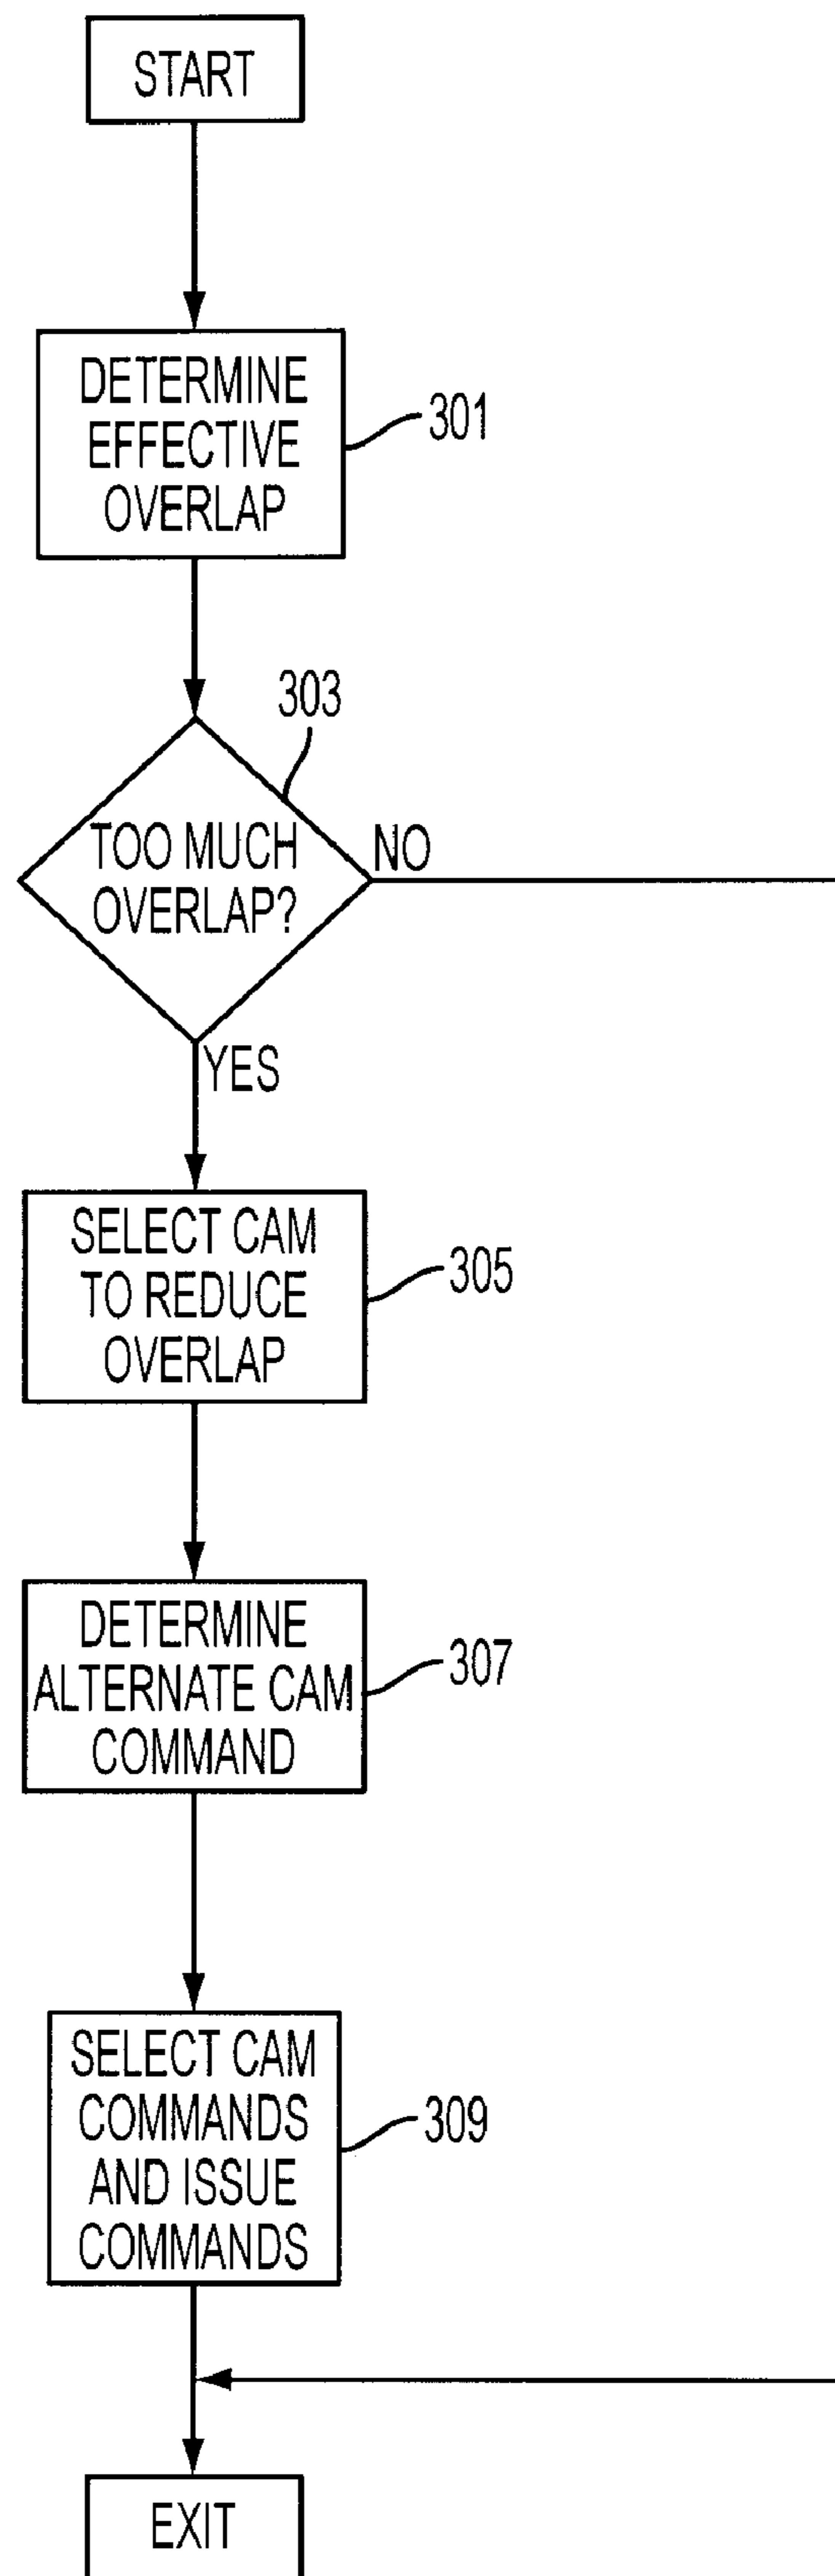 START
DETERMINE
EFFECTIVE
OVERLAP
301
303
TOO MUCH
OVERLAP?
NO
YES
SELECT CAM
TO REDUCE
OVERLAP
305
DETERMINE
ALTERNATE CAM
COMMAND
307
SELECT CAM
COMMANDS
AND ISSUE
COMMANDS
309
EXIT